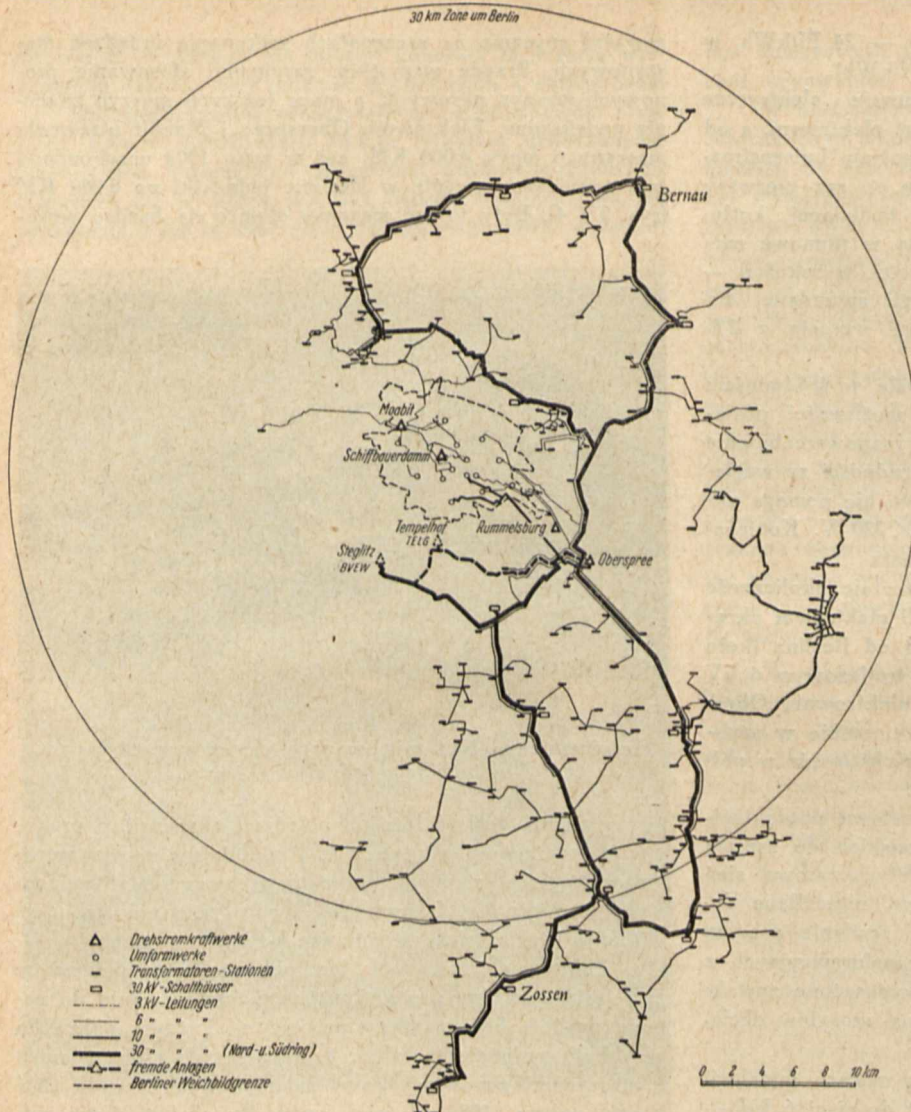 30 km Zone um Berlin
Bernau
Moabit
Schiffbauerdamm
Tempelhof
TELG
Rummelsburg
Steglitz
BVEW
Oberspree
Zossen
Drehstromkraftwerke
Umformwerke
Transformatoren-Stationen
30 kV-Schalthäuser
3 kV-Leitungen
6 " " "
10 " " "
30 " " " (Nord- u. Südring)
fremde Anlagen
Berliner Weichbildgrenze
0 2 4 6 8 10 km